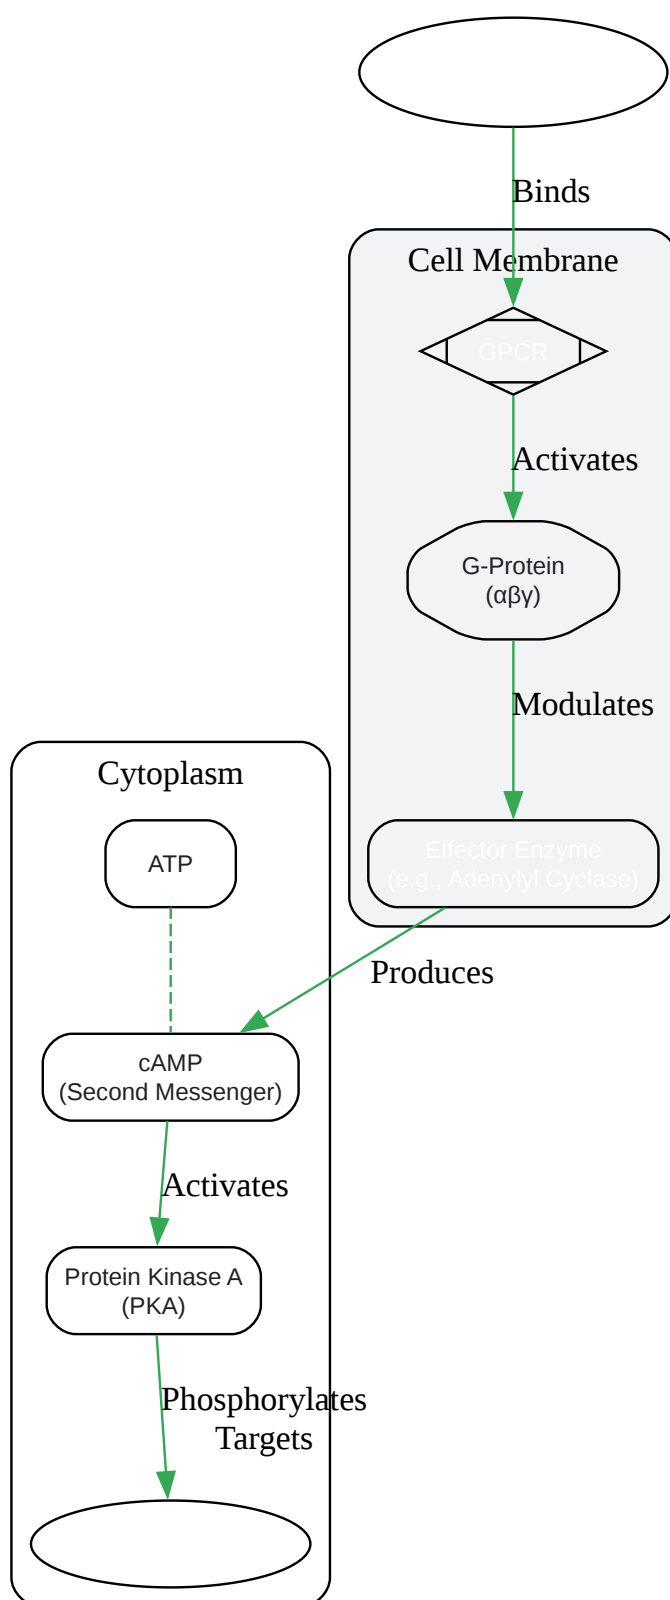 Binds
Cell Membrane
GPCR
Activates
G-Protein
(αβγ)
Modulates
Effector Enzyme
(e.g., Adenylyl Cyclase)
Cytoplasm
ATP
Produces
cAMP
(Second Messenger)
Activates
Protein Kinase A
(PKA)
Phosphorylates
Targets